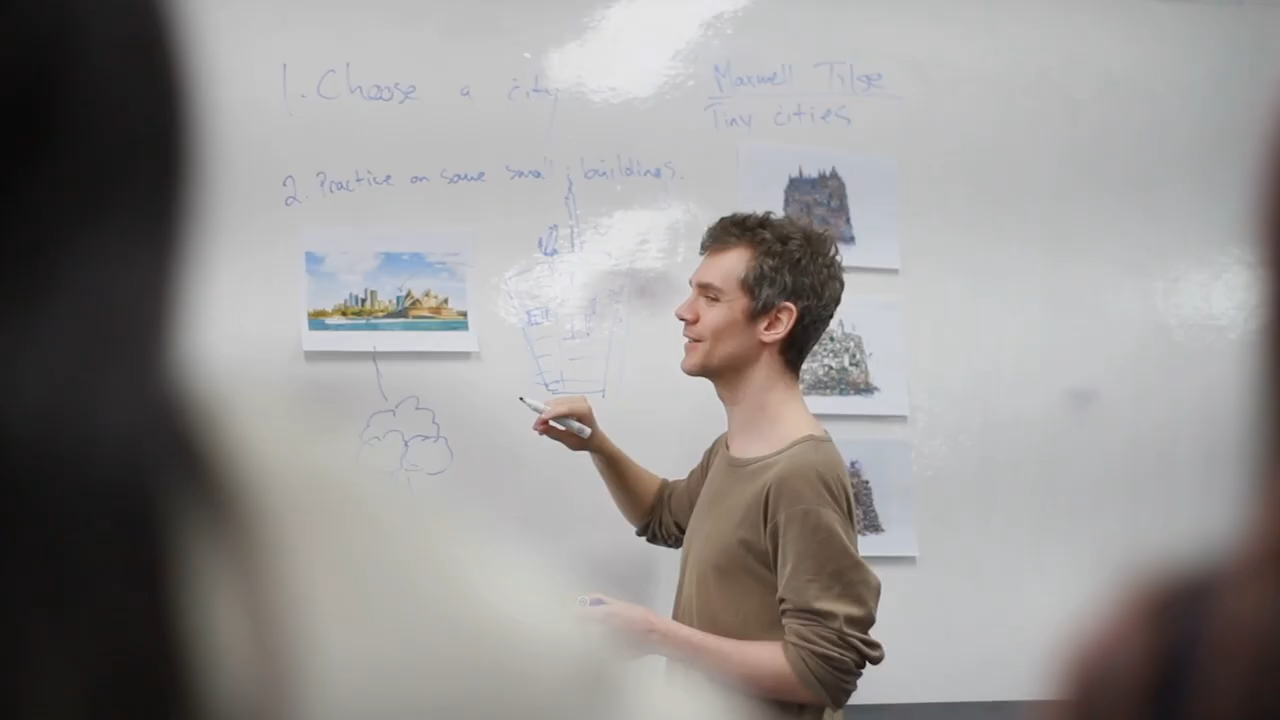 1. Choose a city
Maxwell Tilse
Tiny cities
2. Practice on some small buildings.